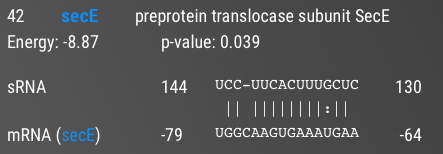 42 secE preprotein translocase subunit SecE
Energy: -8.87 p-value: 0.039
sRNA 144 UCC-UUCACUUUGCUC 130
|| ||||||||:||
mRNA (secE) -79 UGGCAAGUGAAAUGAA -64